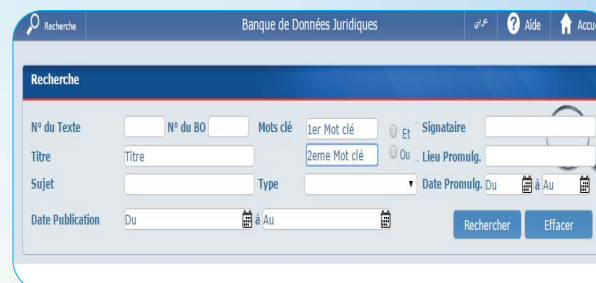 Recherche Banque de Données Juridiques عربي Aide Accu
Recherche
N° du Texte N° du BO Mots clé 1er Mot clé Et Signataire
Titre Titre 2eme Mot clé Ou Lieu Promulg.
Sujet Type Date Promulg. Du à Au
Date Publication Du à Au Rechercher Effacer